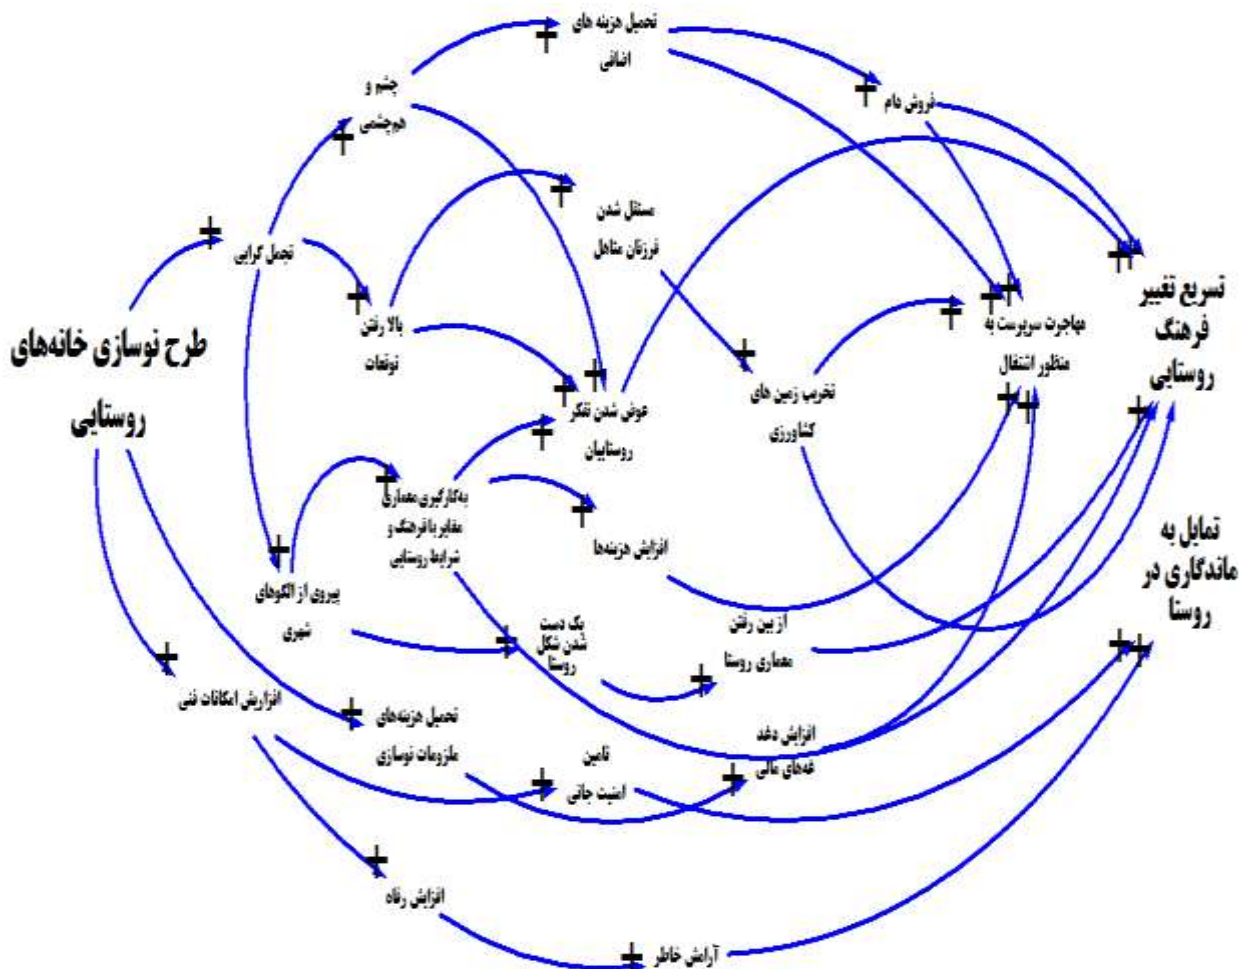 تحمیل هزینه های
اضافی
چشم و
هم‌چشمی
فروش دام
مستقل شدن
فرزندان متاهل
تجمل گرایی
طرح نوسازی خانه‌های
روستایی
بالا رفتن
توقعات
تسریع تغییر
فرهنگ
روستایی
مهاجرت سرپرست به
منظور اشتغال
تخریب زمین های
کشاورزی
عوض شدن تفکر
روستاییان
به‌کارگیری معماری
مغایر با فرهنگ و
شرایط روستایی
افزایش هزینه‌ها
تمایل به
ماندگاری در
روستا
پیروی از الگوهای
شهری
یک دست
شدن شکل
روستا
از بین رفتن
معماری روستا
افزاریش امکانات فنی
تحمیل هزینه‌های
ملزومات نوسازی
تامین
امنیت جانی
افزایش دغد
غه‌های مالی
افزایش رفاه
آرامش خاطر